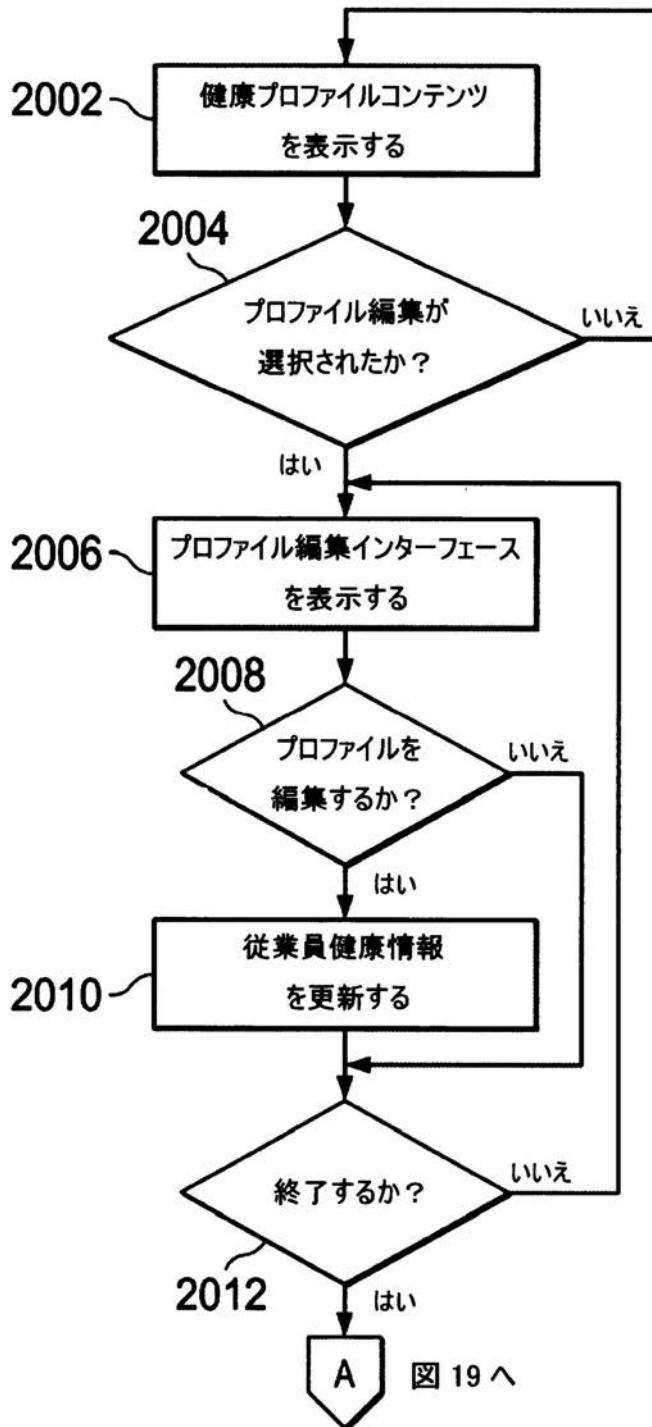 2002
健康プロファイルコンテンツ
を表示する
2004
プロファイル編集が
選択されたか？
いいえ
はい
2006
プロファイル編集インターフェース
を表示する
2008
プロファイルを
編集するか？
いいえ
はい
2010
従業員健康情報
を更新する
終了するか？
いいえ
2012
はい
A
図 19 へ